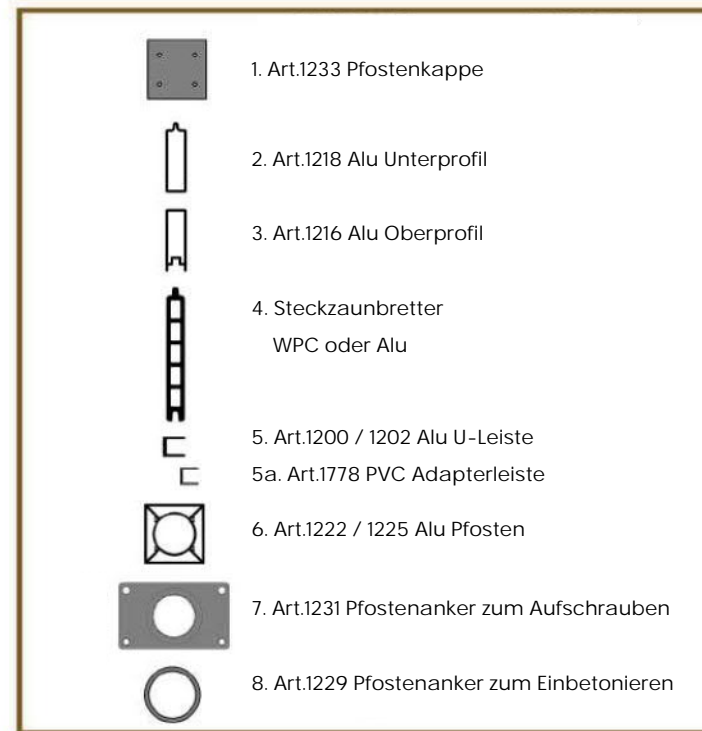 1. Art.1233 Pfostenkappe
2. Art.1218 Alu Unterprofil
3. Art.1216 Alu Oberprofil
4. Steckzaunbretter
WPC oder Alu
5. Art.1200 / 1202 Alu U-Leiste
5a. Art.1778 PVC Adapterleiste
6. Art.1222 / 1225 Alu Pfosten
7. Art.1231 Pfostenanker zum Aufschrauben
8. Art.1229 Pfostenanker zum Einbetonieren